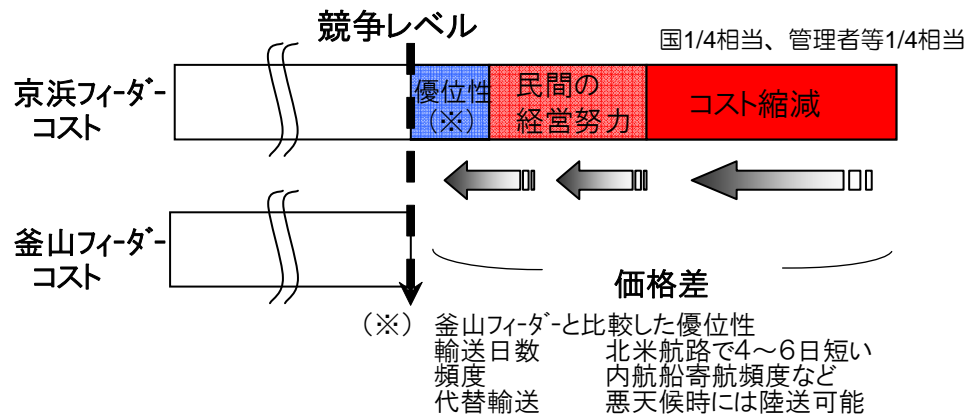 競争レベル
国1/4相当、管理者等1/4相当
京浜フィーダー
コスト
優位性
（※）
民間の
経営努力
コスト縮減
釜山フィーダー
コスト
価格差
（※） 釜山フィーダーと比較した優位性
輸送日数 北米航路で4～6日短い
頻度 内航船寄航頻度など
代替輸送 悪天候時には陸送可能